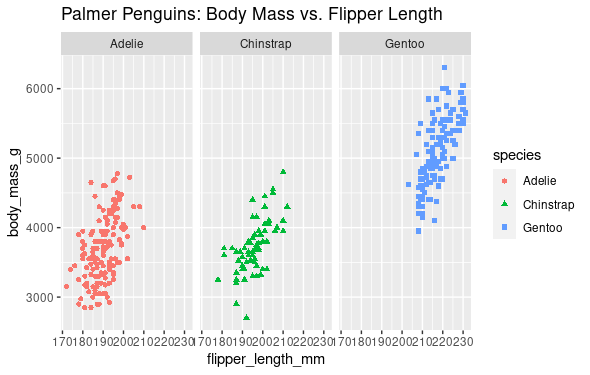 Palmer Penguins: Body Mass vs. Flipper Length
Adelie Chinstrap Gentoo
body_mass_g
6000
5000
4000
3000
170 180 190 200 210 220 230 170 180 190 200 210 220 230 170 180 190 200 210 220 230
flipper_length_mm
species
Adelie
Chinstrap
Gentoo